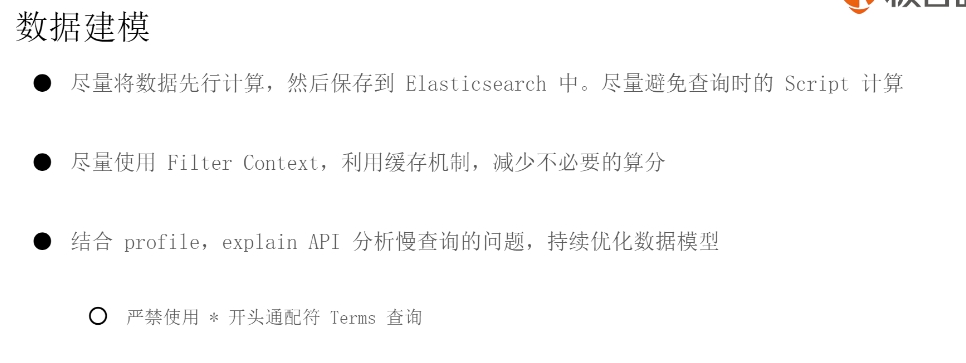 数据建模
尽量将数据先行计算，然后保存到 Elasticsearch 中。尽量避免查询时的 Script 计算
尽量使用 Filter Context，利用缓存机制，减少不必要的算分
结合 profile，explain API 分析慢查询的问题，持续优化数据模型
严禁使用 * 开头通配符 Terms 查询